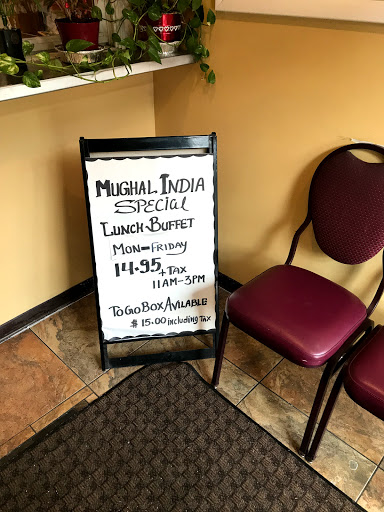 MUGHAL INDIA
SPECIAL
LUNCH-BUFFET
MON-FRIDAY
14.95 + TAX
11AM-3PM
TO GO BOX AVILABLE
$ 15.00 including TAX